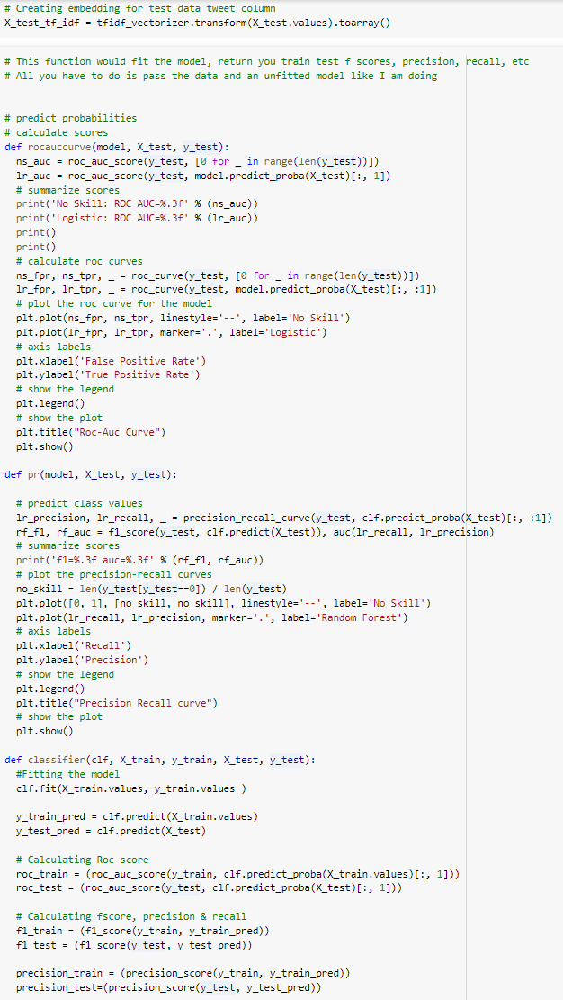 # Creating embedding for test data tweet column
X_test_tf_idf = tfidf_vectorizer.transform(X_test.values).toarray()
# This function would fit the model, return you train test f scores, precision, recall, etc
# All you have to do is pass the data and an unfitted model like I am doing
# predict probabilities
# calculate scores
def rocauccurve(model, X_test, y_test):
  ns_auc = roc_auc_score(y_test, [0 for _ in range(len(y_test))])
  lr_auc = roc_auc_score(y_test, model.predict_proba(X_test)[:, 1])
  # summarize scores
  print('No Skill: ROC AUC=%.3f' % (ns_auc))
  print('Logistic: ROC AUC=%.3f' % (lr_auc))
  print()
  print()
  # calculate roc curves
  ns_fpr, ns_tpr, _ = roc_curve(y_test, [0 for _ in range(len(y_test))])
  lr_fpr, lr_tpr, _ = roc_curve(y_test, model.predict_proba(X_test)[:, :1])
  # plot the roc curve for the model
  plt.plot(ns_fpr, ns_tpr, linestyle='--', label='No Skill')
  plt.plot(lr_fpr, lr_tpr, marker='.', label='Logistic')
  # axis labels
  plt.xlabel('False Positive Rate')
  plt.ylabel('True Positive Rate')
  # show the legend
  plt.legend()
  # show the plot
  plt.title("Roc-Auc Curve")
  plt.show()
def pr(model, X_test, y_test):
  # predict class values
  lr_precision, lr_recall, _ = precision_recall_curve(y_test, clf.predict_proba(X_test)[:, :1])
  rf_f1, rf_auc = f1_score(y_test, clf.predict(X_test)), auc(lr_recall, lr_precision)
  # summarize scores
  print('f1=%.3f auc=%.3f' % (rf_f1, rf_auc))
  # plot the precision-recall curves
  no_skill = len(y_test[y_test==0]) / len(y_test)
  plt.plot([0, 1], [no_skill, no_skill], linestyle='--', label='No Skill')
  plt.plot(lr_recall, lr_precision, marker='.', label='Random Forest')
  # axis labels
  plt.xlabel('Recall')
  plt.ylabel('Precision')
  # show the legend
  plt.legend()
  plt.title("Precision Recall curve")
  # show the plot
  plt.show()
def classifier(clf, X_train, y_train, X_test, y_test):
  #Fitting the model
  clf.fit(X_train.values, y_train.values )
  y_train_pred = clf.predict(X_train.values)
  y_test_pred = clf.predict(X_test)
  # Calculating Roc score
  roc_train = (roc_auc_score(y_train, clf.predict_proba(X_train.values)[:, 1]))
  roc_test = (roc_auc_score(y_test, clf.predict_proba(X_test)[:, 1]))
  # Calculating fscore, precision & recall
  f1_train = (f1_score(y_train, y_train_pred))
  f1_test = (f1_score(y_test, y_test_pred))
  precision_train = (precision_score(y_train, y_train_pred))
  precision_test=(precision_score(y_test, y_test_pred))